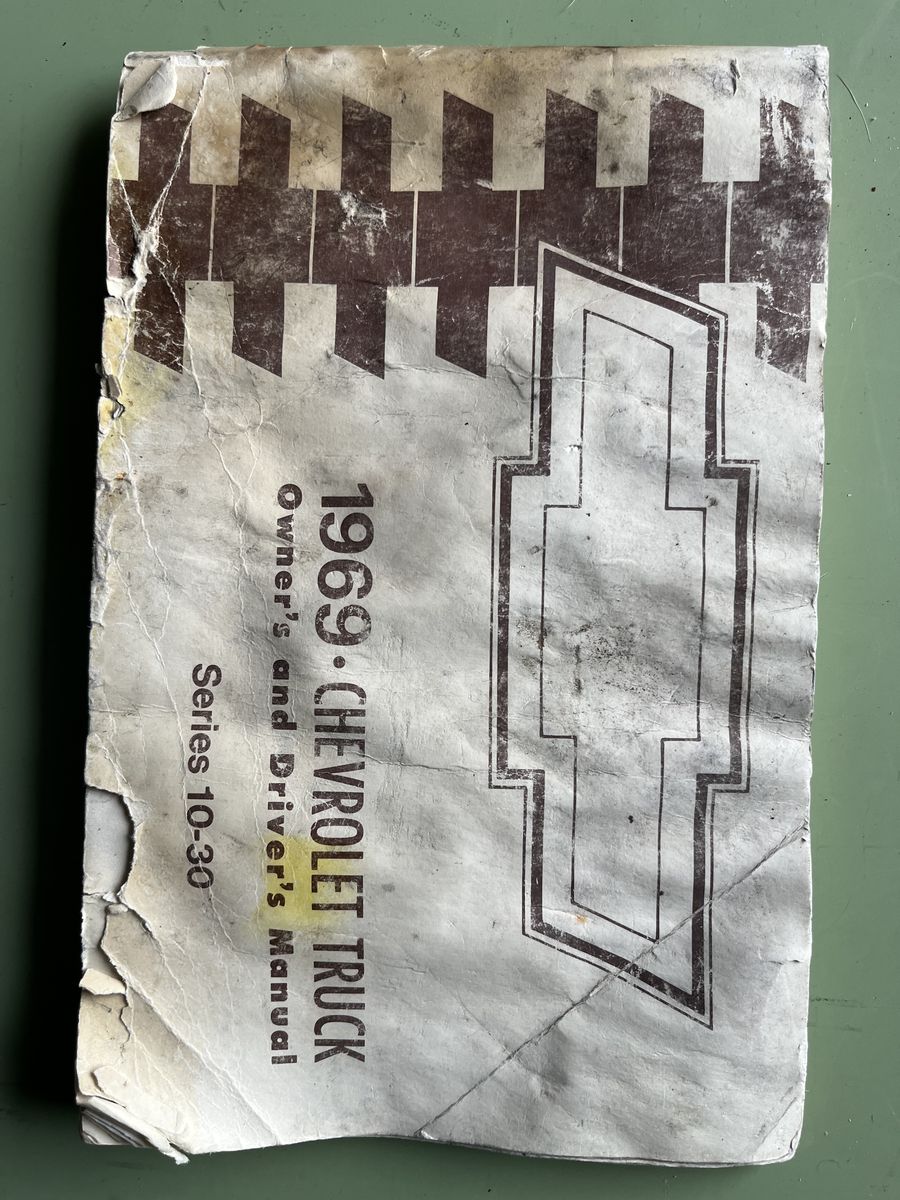 1969 • CHEVROLET TRUCK
Owner's and Driver's Manual
Series 10-30